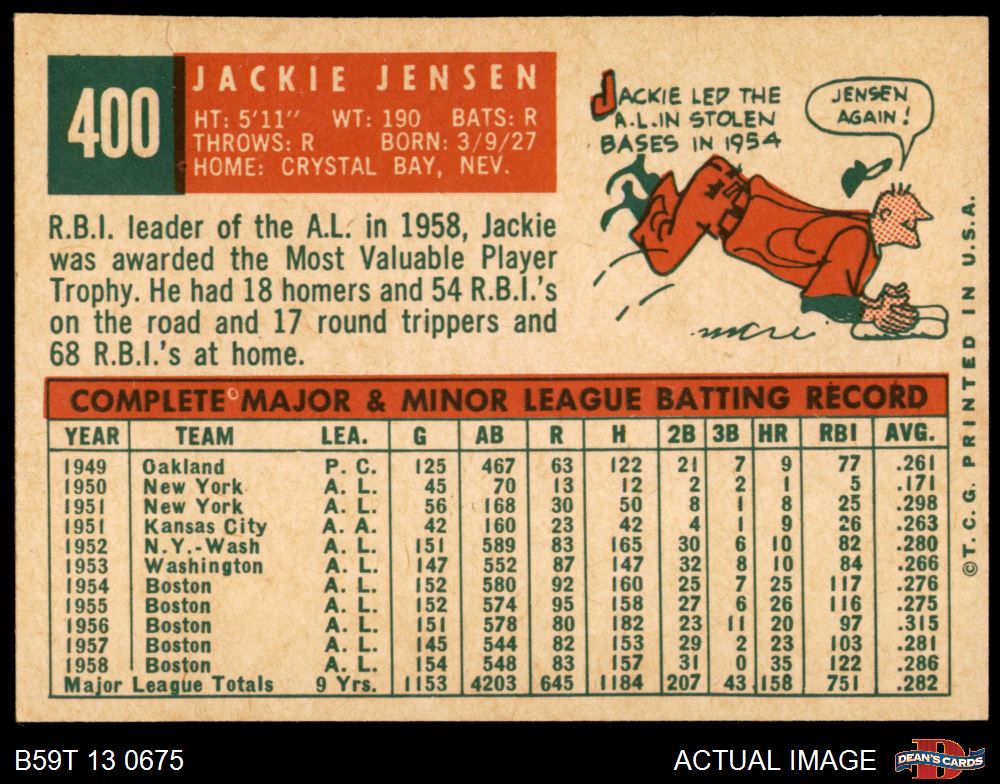 400
JACKIE JENSEN
HT: 5'11" WT: 190 BATS: R
THROWS: R BORN: 3/9/27
HOME: CRYSTAL BAY, NEV.
JACKIE LED THE
A.L. IN STOLEN
BASES IN 1954
JENSEN
AGAIN!
R.B.I. leader of the A.L. in 1958, Jackie
was awarded the Most Valuable Player
Trophy. He had 18 homers and 54 R.B.I.'s
on the road and 17 round trippers and
68 R.B.I.'s at home.
©T.C.G. PRINTED IN U.S.A.
COMPLETE MAJOR & MINOR LEAGUE BATTING RECORD
YEAR TEAM LEA. G AB R H 2B 3B HR RBI AVG.
1949 Oakland P. C. 125 467 63 122 21 7 9 77 .261
1950 New York A. L. 45 70 13 12 2 2 1 5 .171
1951 New York A. L. 56 168 30 50 8 1 8 25 .298
1951 Kansas City A. A. 42 160 23 42 4 1 9 26 .263
1952 N.Y.-Wash A. L. 151 589 83 165 30 6 10 82 .280
1953 Washington A. L. 147 552 87 147 32 8 10 84 .266
1954 Boston A. L. 152 580 92 160 25 7 25 117 .276
1955 Boston A. L. 152 574 95 158 27 6 26 116 .275
1956 Boston A. L. 151 578 80 182 23 11 20 97 .315
1957 Boston A. L. 145 544 82 153 29 2 23 103 .281
1958 Boston A. L. 154 548 83 157 31 0 35 122 .286
Major League Totals 9 Yrs. 1153 4203 645 1184 207 43 158 751 .282
B59T 13 0675
ACTUAL IMAGE
DEAN'S CARDS